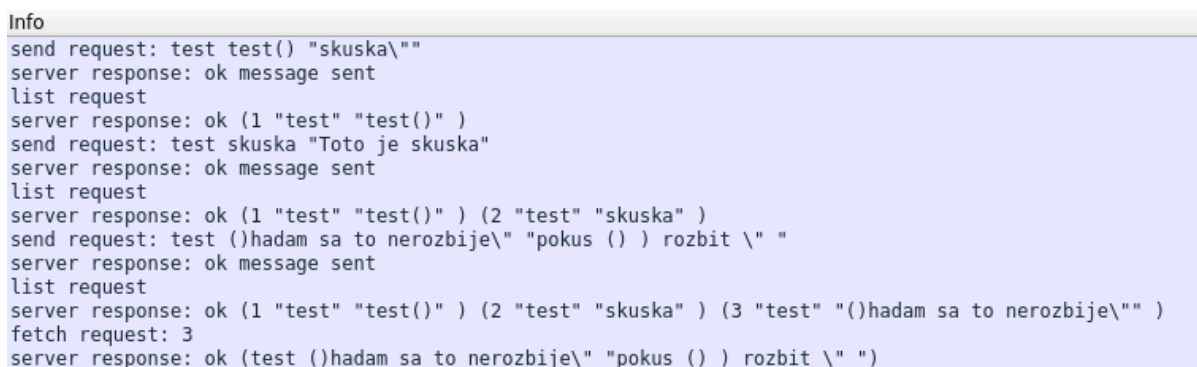 Info
send request: test test() "skuska\""
server response: ok message sent
list request
server response: ok (1 "test" "test()" )
send request: test skuska "Toto je skuska"
server response: ok message sent
list request
server response: ok (1 "test" "test()" ) (2 "test" "skuska" )
send request: test ()hadam sa to nerozbije\" "pokus () ) rozbit \" "
server response: ok message sent
list request
server response: ok (1 "test" "test()" ) (2 "test" "skuska" ) (3 "test" "()hadam sa to nerozbije\"" )
fetch request: 3
server response: ok (test ()hadam sa to nerozbije\" "pokus () ) rozbit \" ")